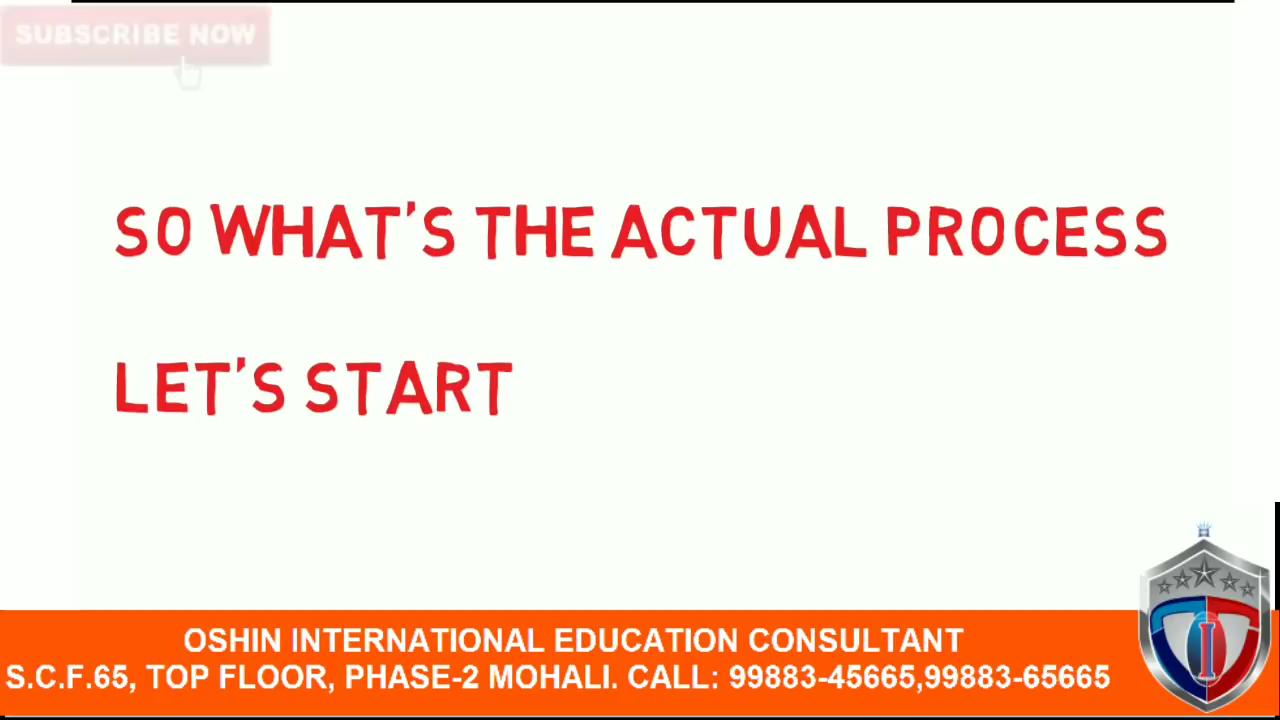 SUBSCRIBE NOW
SO WHAT'S THE ACTUAL PROCESS
LET'S START
OSHIN INTERNATIONAL EDUCATION CONSULTANT
S.C.F.65, TOP FLOOR, PHASE-2 MOHALI. CALL: 99883-45665,99883-65665